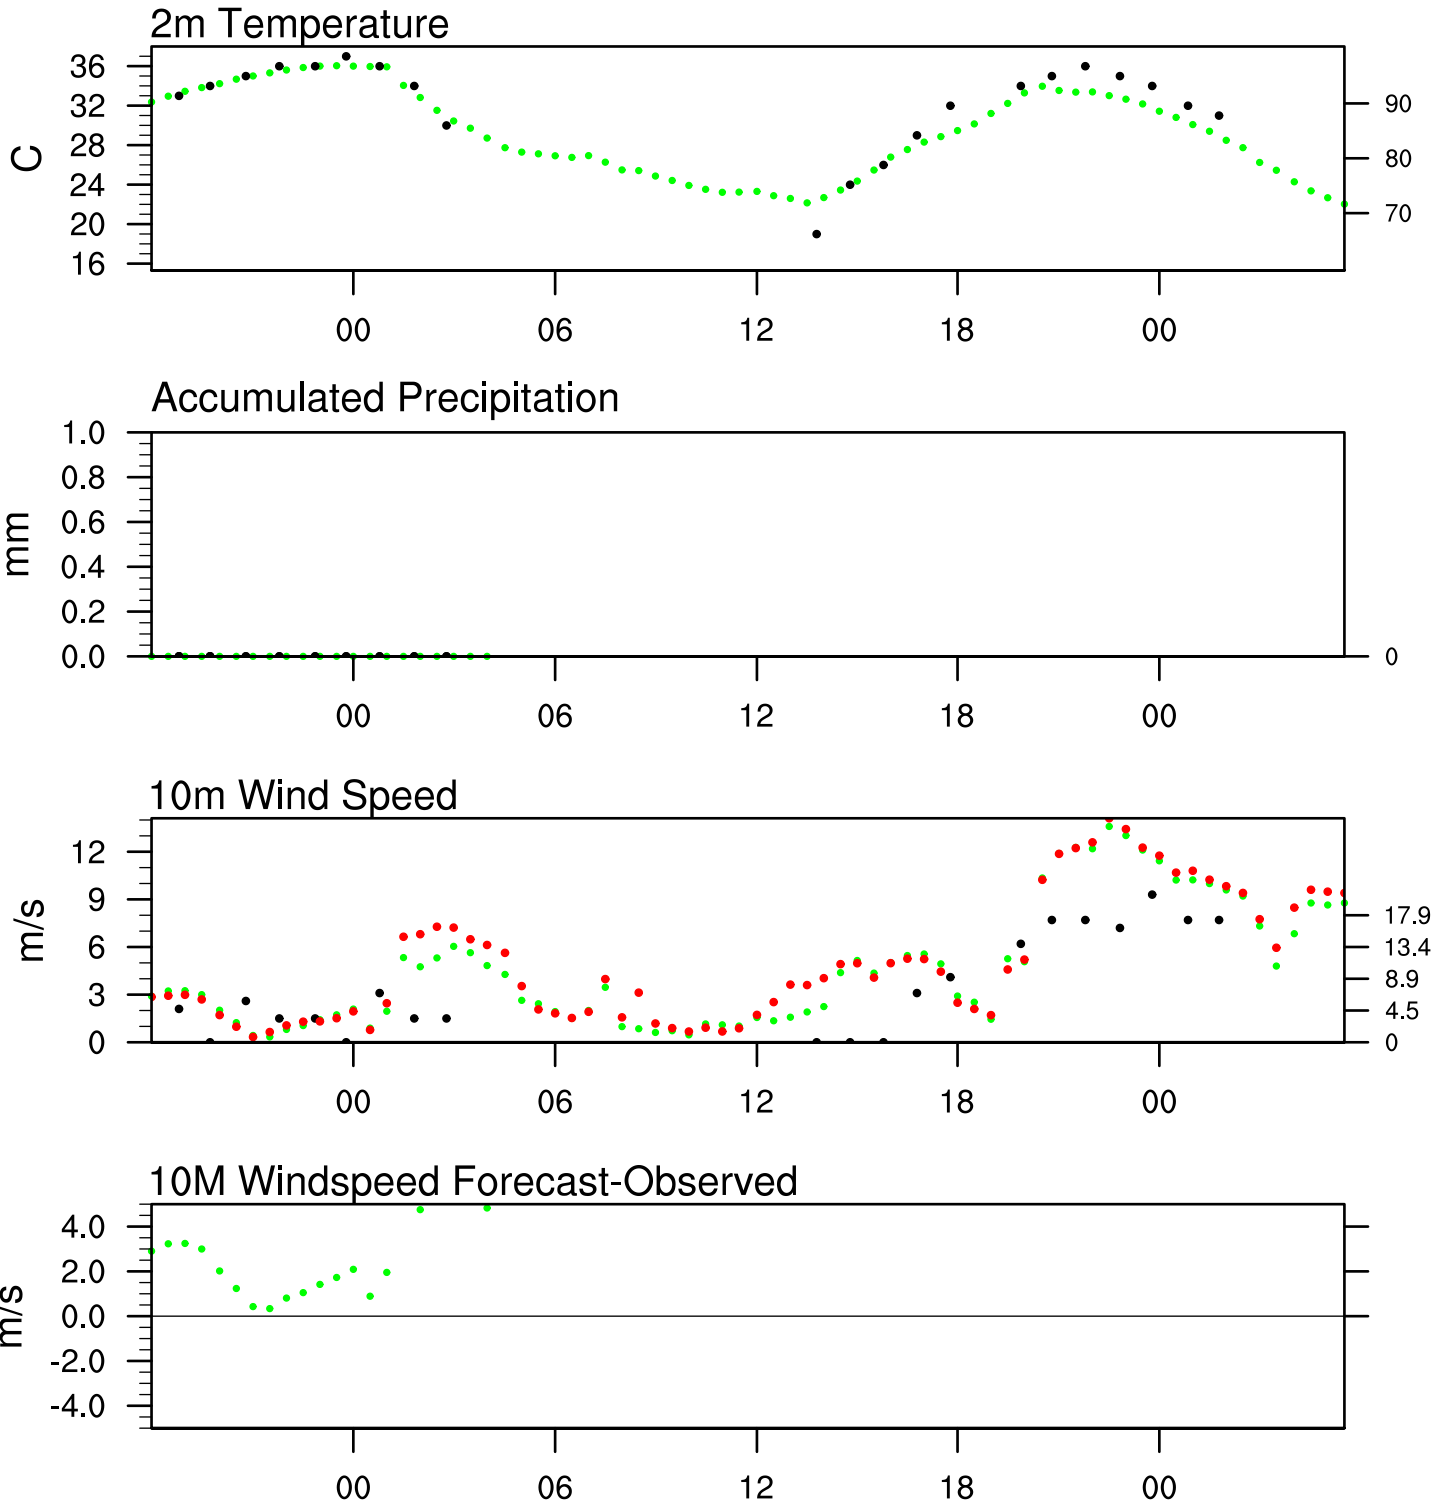 2m Temperature
36
32
28
24
20
16
C
90
80
70
00 06 12 18 00
Accumulated Precipitation
1.0
0.8
0.6
0.4
0.2
0.0
mm
0
00 06 12 18 00
10m Wind Speed
12
9
6
3
0
m/s
17.9
13.4
8.9
4.5
0
00 06 12 18 00
10M Windspeed Forecast-Observed
4.0
2.0
0.0
-2.0
-4.0
m/s
00 06 12 18 00